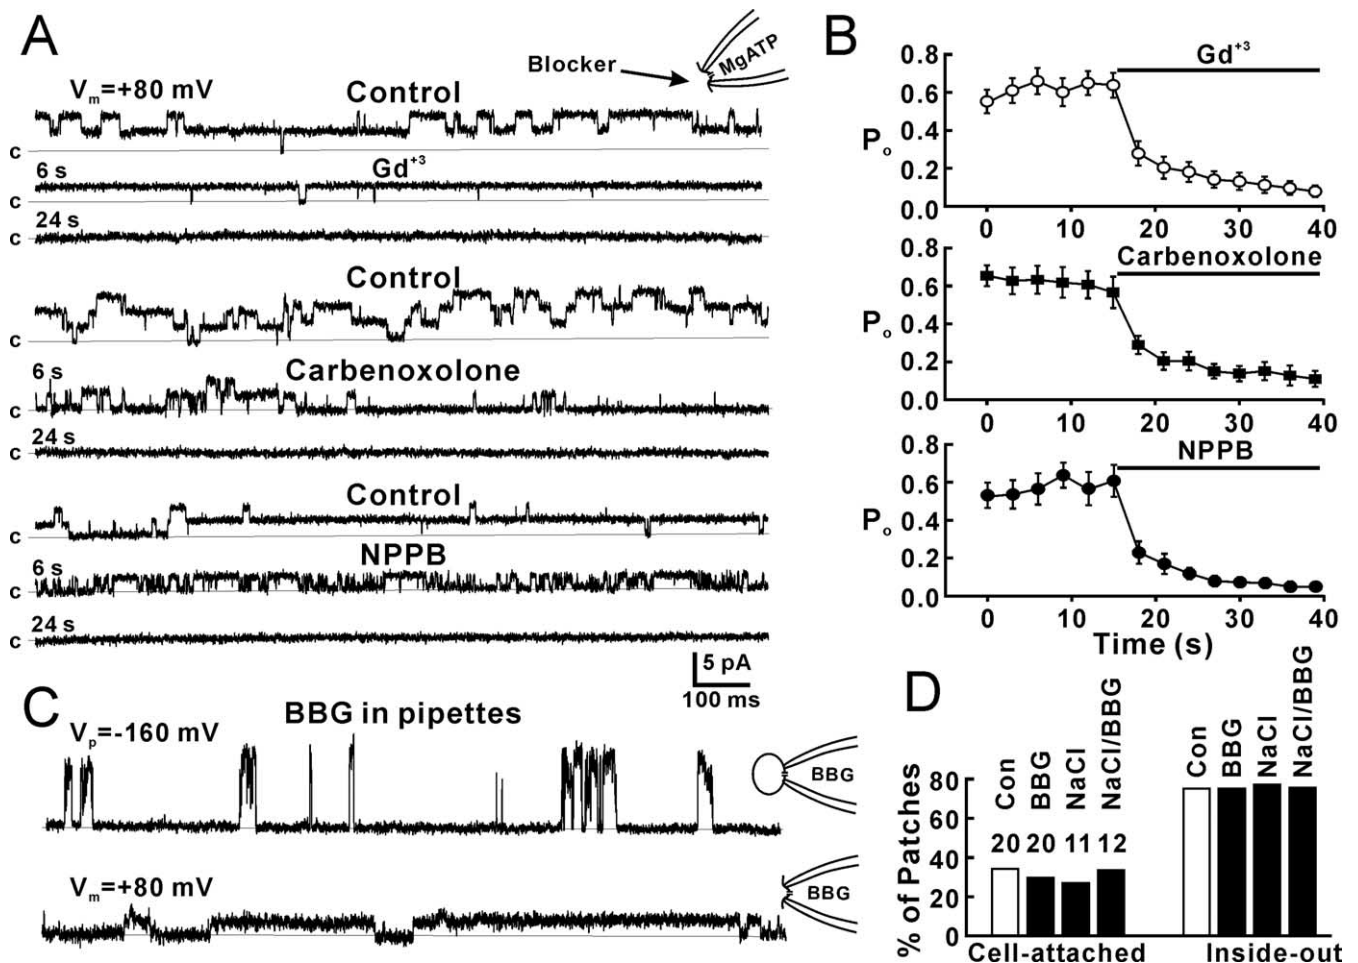 A
Blocker
MgATP
Vm=+80 mV
Control
c
6 s
Gd+3
c
24 s
c
Control
c
6 s
Carbenoxolone
c
24 s
c
Control
c
6 s
NPPB
c
24 s
c
5 pA
100 ms
B
Gd+3
0.8
0.6
Po
0.4
0.2
0.0
0 10 20 30 40
Carbenoxolone
0.8
0.6
Po
0.4
0.2
0.0
0 10 20 30 40
NPPB
0.8
0.6
Po
0.4
0.2
0.0
0 10 20 30 40
Time (s)
C
BBG in pipettes
Vp=-160 mV
BBG
Vm=+80 mV
BBG
D
% of Patches
80
60
40
20
0
Con
BBG
NaCl
NaCl/BBG
20 20 11 12
Con
BBG
NaCl
NaCl/BBG
Cell-attached
Inside-out